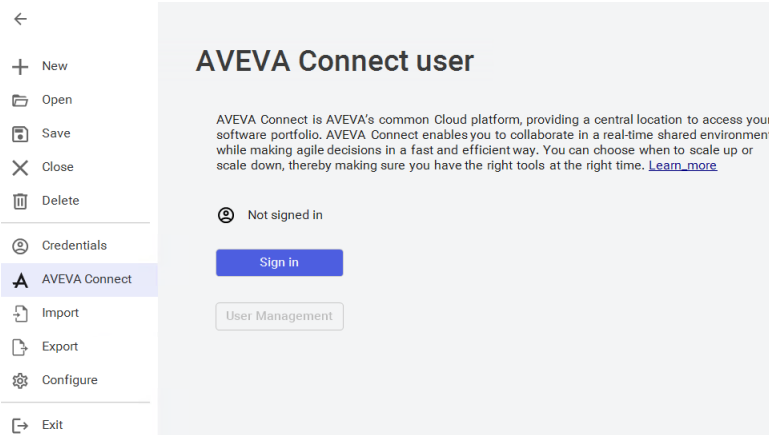 New
Open
Save
Close
Delete
Credentials
AVEVA Connect
Import
Export
Configure
Exit
AVEVA Connect user
AVEVA Connect is AVEVA's common Cloud platform, providing a central location to access your
software portfolio. AVEVA Connect enables you to collaborate in a real-time shared environment
while making agile decisions in a fast and efficient way. You can choose when to scale up or
scale down, thereby making sure you have the right tools at the right time. Learn_more
Not signed in
Sign in
User Management